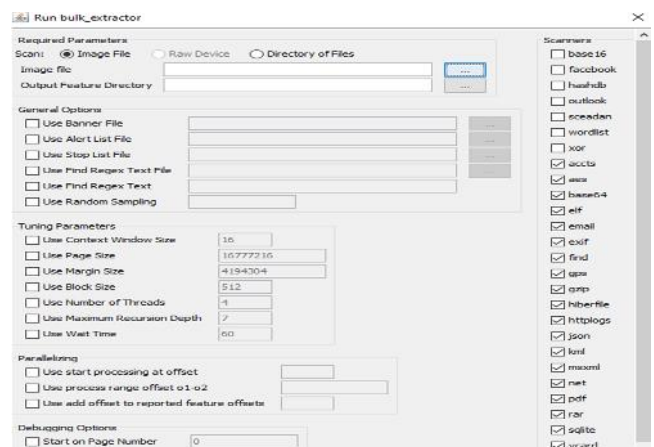 Run bulk_extractor
Required Parameters
Scan: Image File Raw Device Directory of Files
Image file ...
Output Feature Directory ...
General Options
Use Banner File ...
Use Alert List File ...
Use Stop List File ...
Use Find Regex Text File ...
Use Find Regex Text
Use Random Sampling
Tuning Parameters
Use Context Window Size 16
Use Page Size 16777216
Use Margin Size 4194304
Use Block Size 512
Use Number of Threads 4
Use Maximum Recursion Depth 7
Use Wait Time 60
Parallelizing
Use start processing at offset
Use process range offset o1-o2
Use add offset to reported feature offsets
Debugging Options
Start on Page Number 0
Scanners
base16
facebook
hashdb
outlook
sceadan
wordlist
xor
accts
aes
base64
elf
email
exif
find
gps
gzip
hiberfile
httplogs
json
kml
msxml
net
pdf
rar
sqlite
vcard